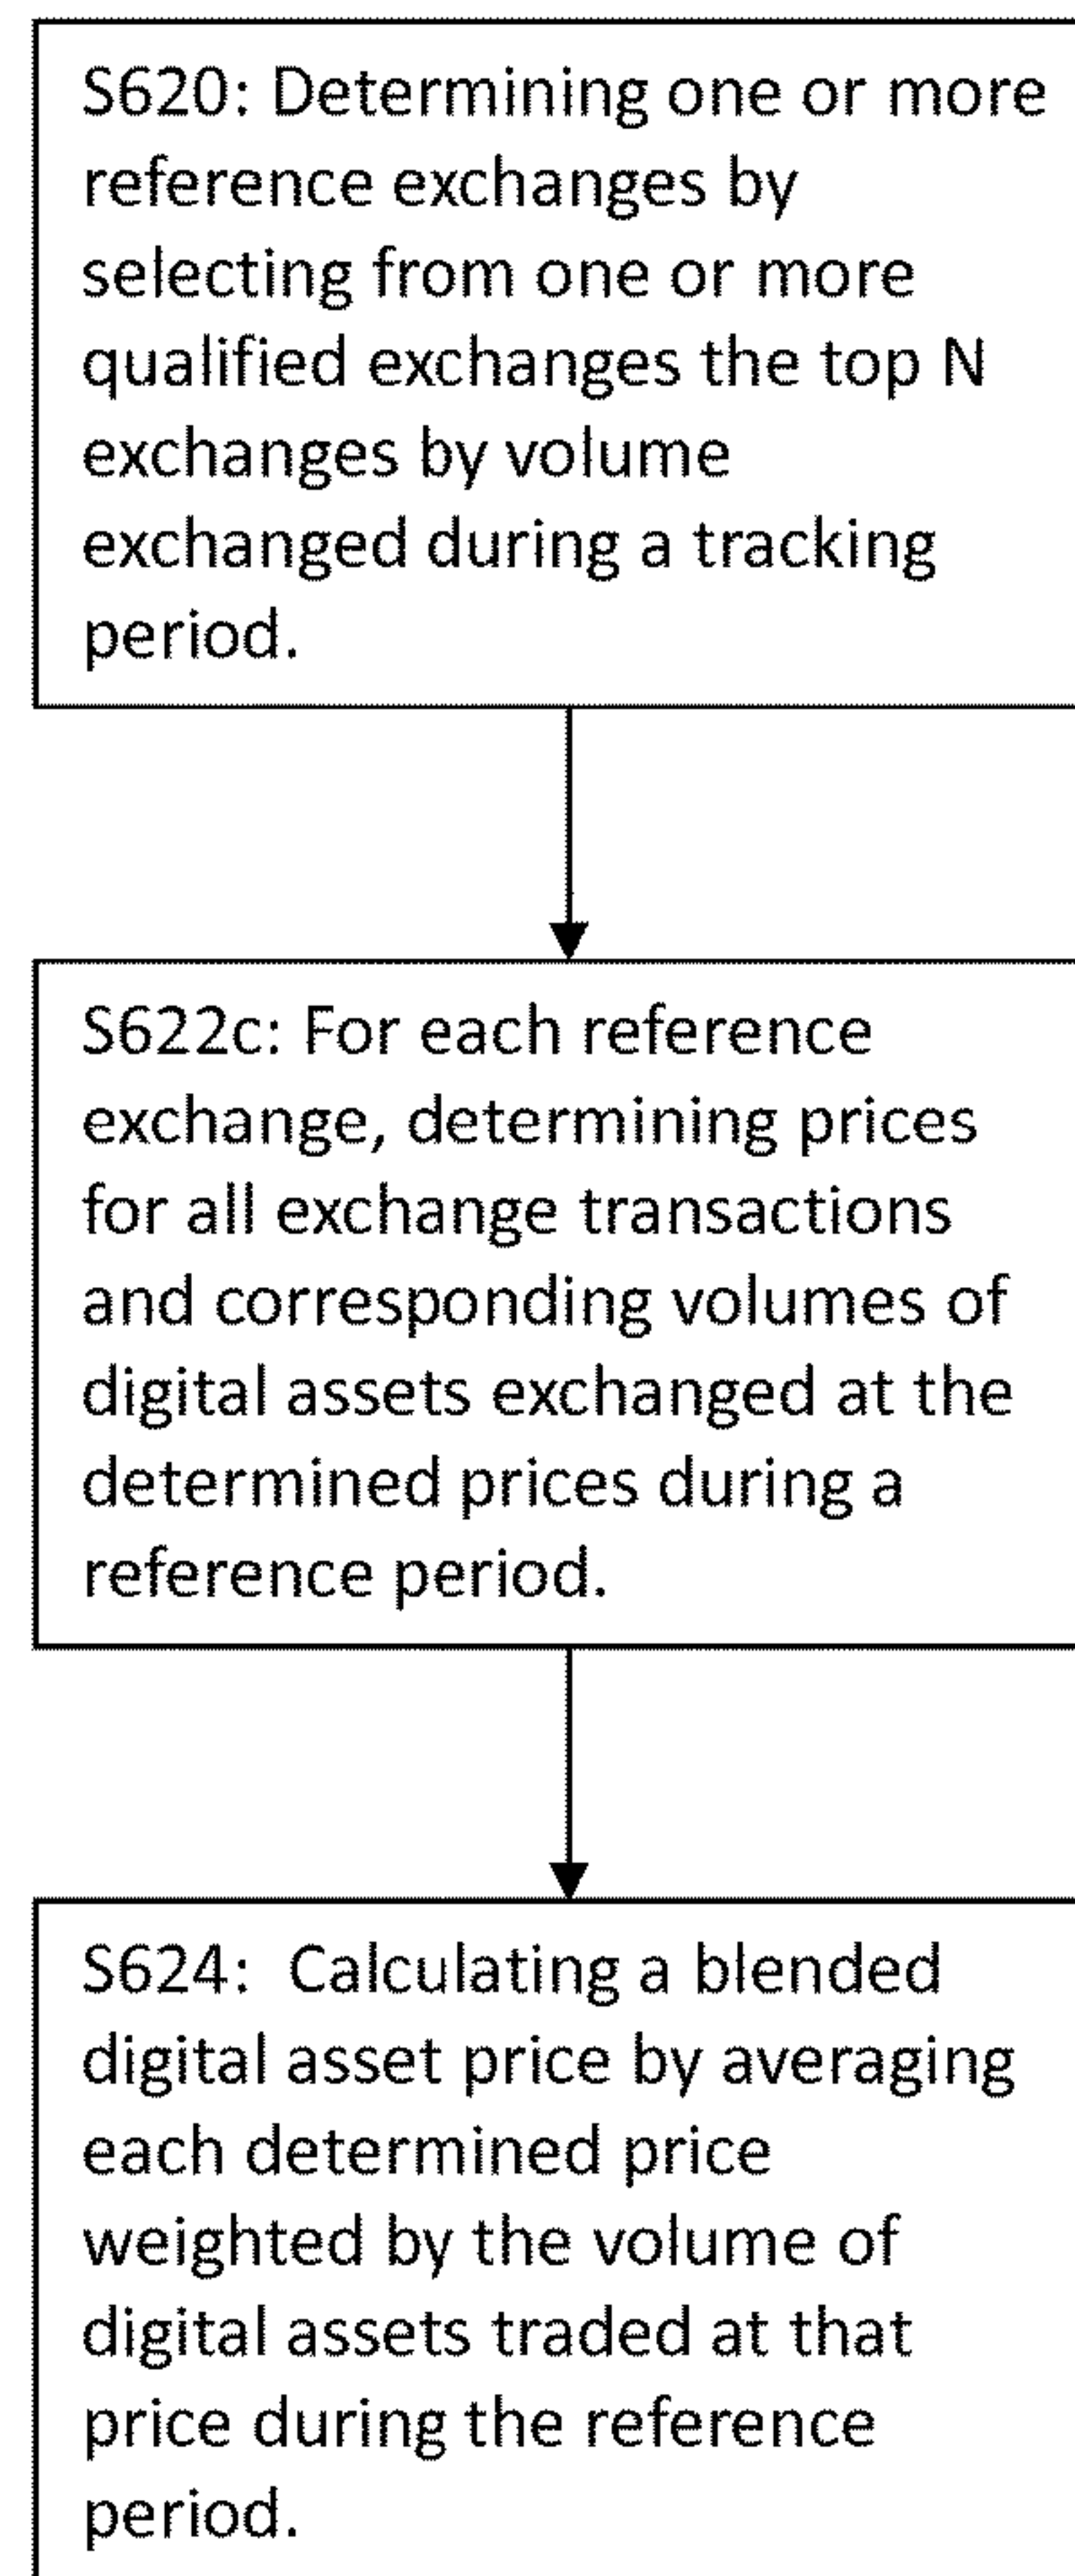 S620: Determining one or more
reference exchanges by
selecting from one or more
qualified exchanges the top N
exchanges by volume
exchanged during a tracking
period.
S622c: For each reference
exchange, determining prices
for all exchange transactions
and corresponding volumes of
digital assets exchanged at the
determined prices during a
reference period.
S624: Calculating a blended
digital asset price by averaging
each determined price
weighted by the volume of
digital assets traded at that
price during the reference
period.